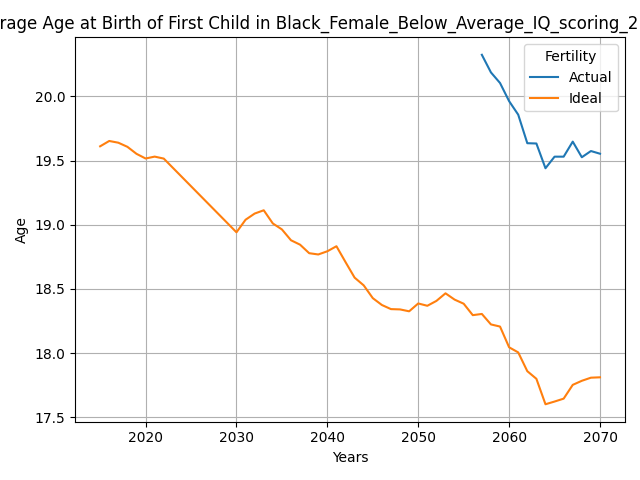 rage Age at Birth of First Child in Black_Female_Below_Average_IQ_scoring_2
Fertility
Actual
Ideal
20.0
19.5
19.0
18.5
18.0
17.5
Age
2020 2030 2040 2050 2060 2070
Years